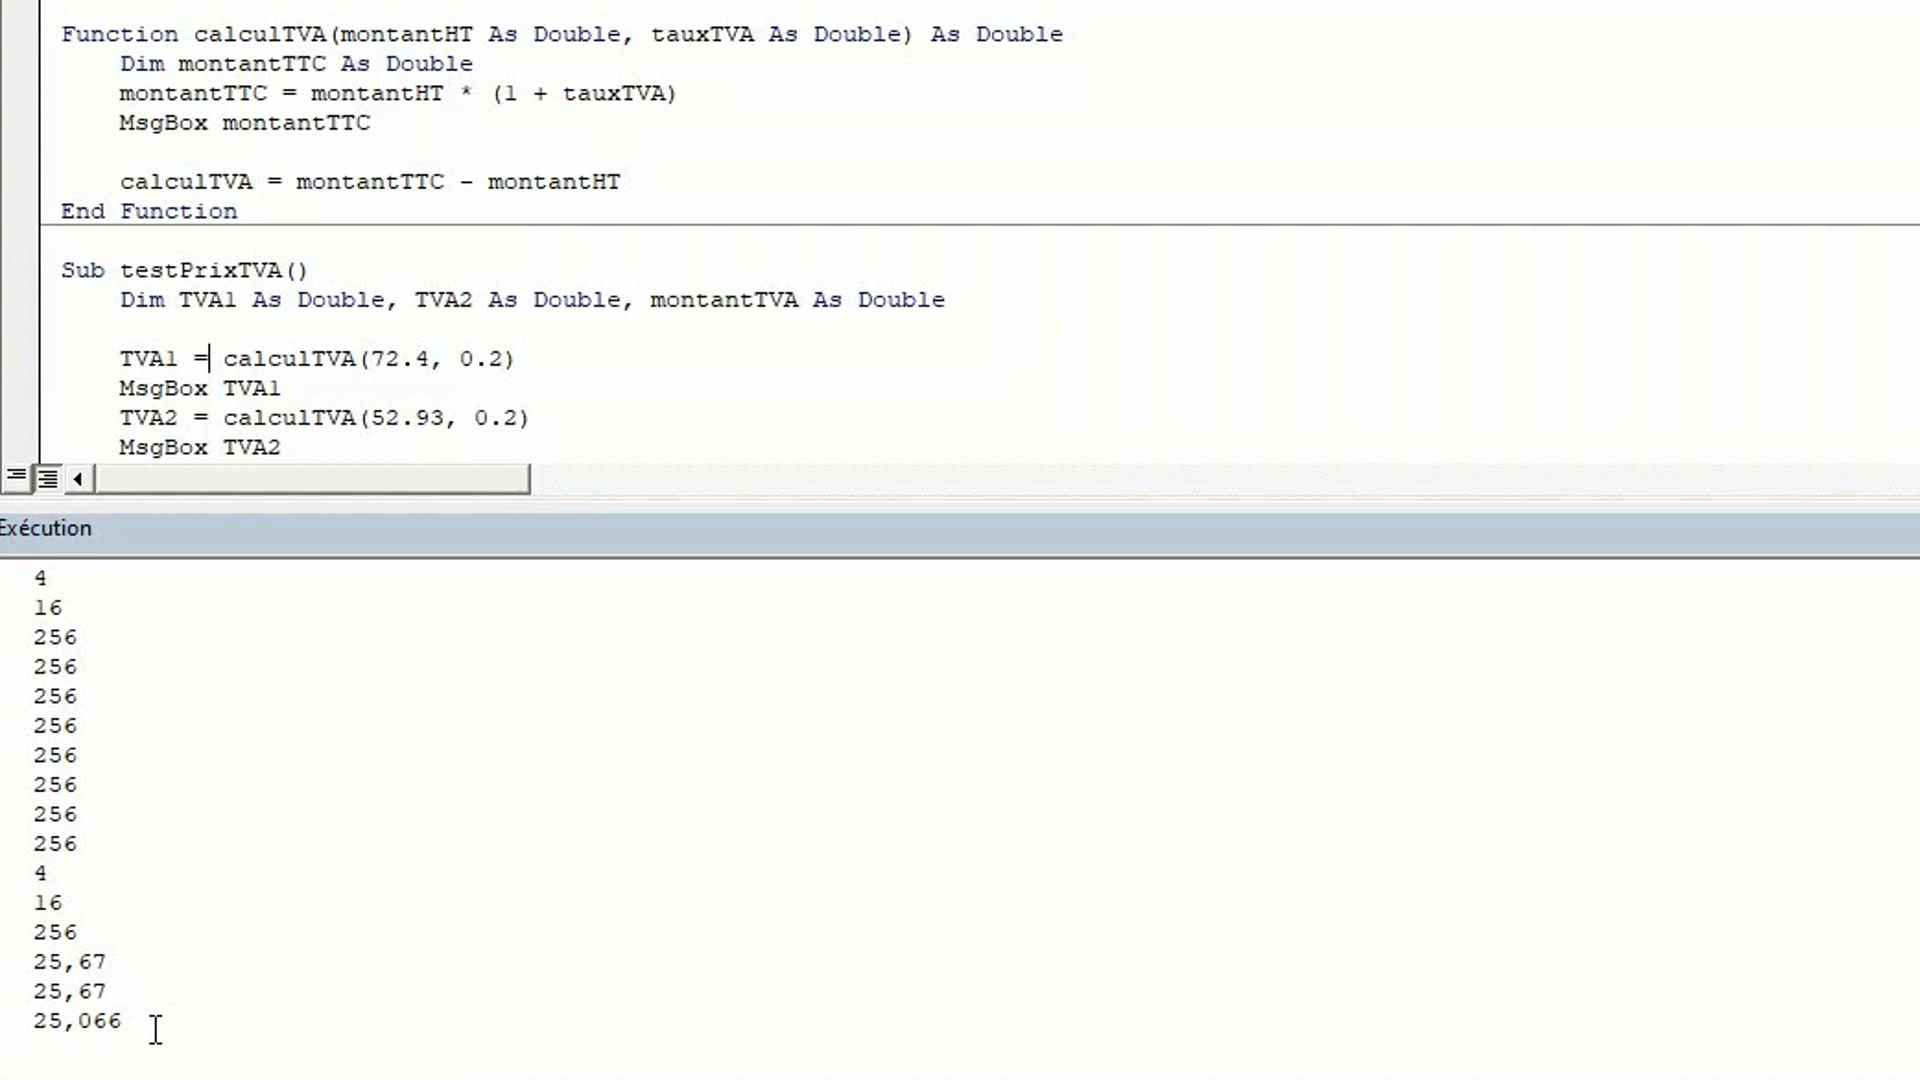 Function calculTVA(montantHT As Double, tauxTVA As Double) As Double
Dim montantTTC As Double
montantTTC = montantHT * (1 + tauxTVA)
MsgBox montantTTC
calculTVA = montantTTC - montantHT
End Function
Sub testPrixTVA()
Dim TVA1 As Double, TVA2 As Double, montantTVA As Double
TVA1 = calculTVA(72.4, 0.2)
MsgBox TVA1
TVA2 = calculTVA(52.93, 0.2)
MsgBox TVA2
Exécution
4
16
256
256
256
256
256
256
256
256
4
16
256
25,67
25,67
25,066